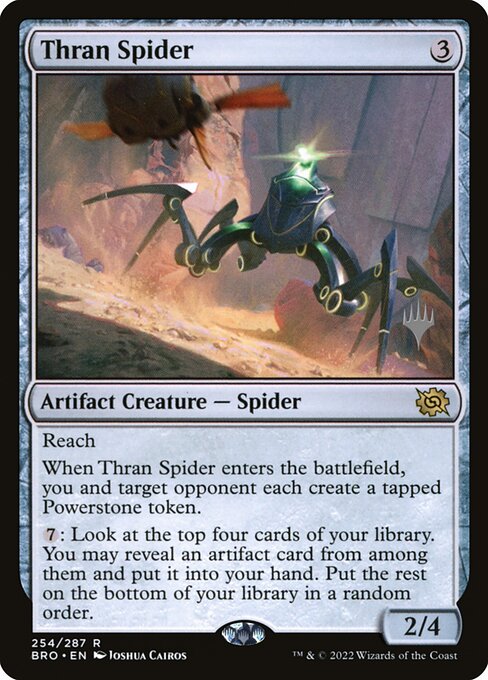 Thran Spider 3
Artifact Creature — Spider
Reach
When Thran Spider enters the battlefield,
you and target opponent each create a tapped
Powerstone token.
7: Look at the top four cards of your library.
You may reveal an artifact card from among
them and put it into your hand. Put the rest
on the bottom of your library in a random
order.
2/4
254/287 R
BRO • EN Joshua Cairos ™ & © 2022 Wizards of the Coast